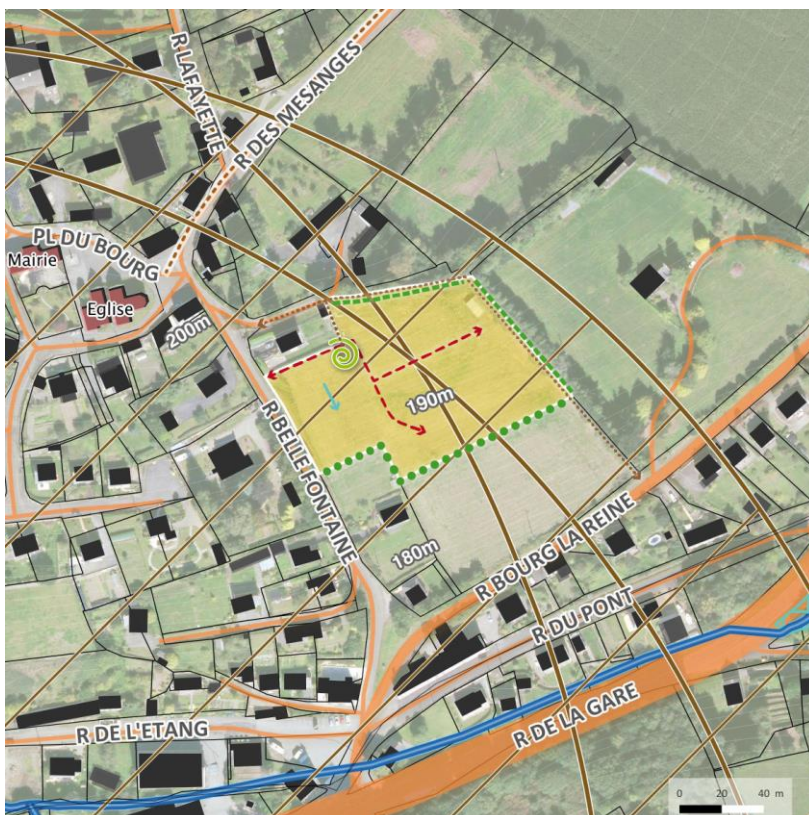 R LAFAYETTE
R DES MESANGES
PL DU BOURG
Mairie
Eglise
200m
190m
R BELLE FONTAINE
180m
R BOURG LA REINE
R DU PONT
R DE LA GARE
R DE L'ETANG
0 20 40 m